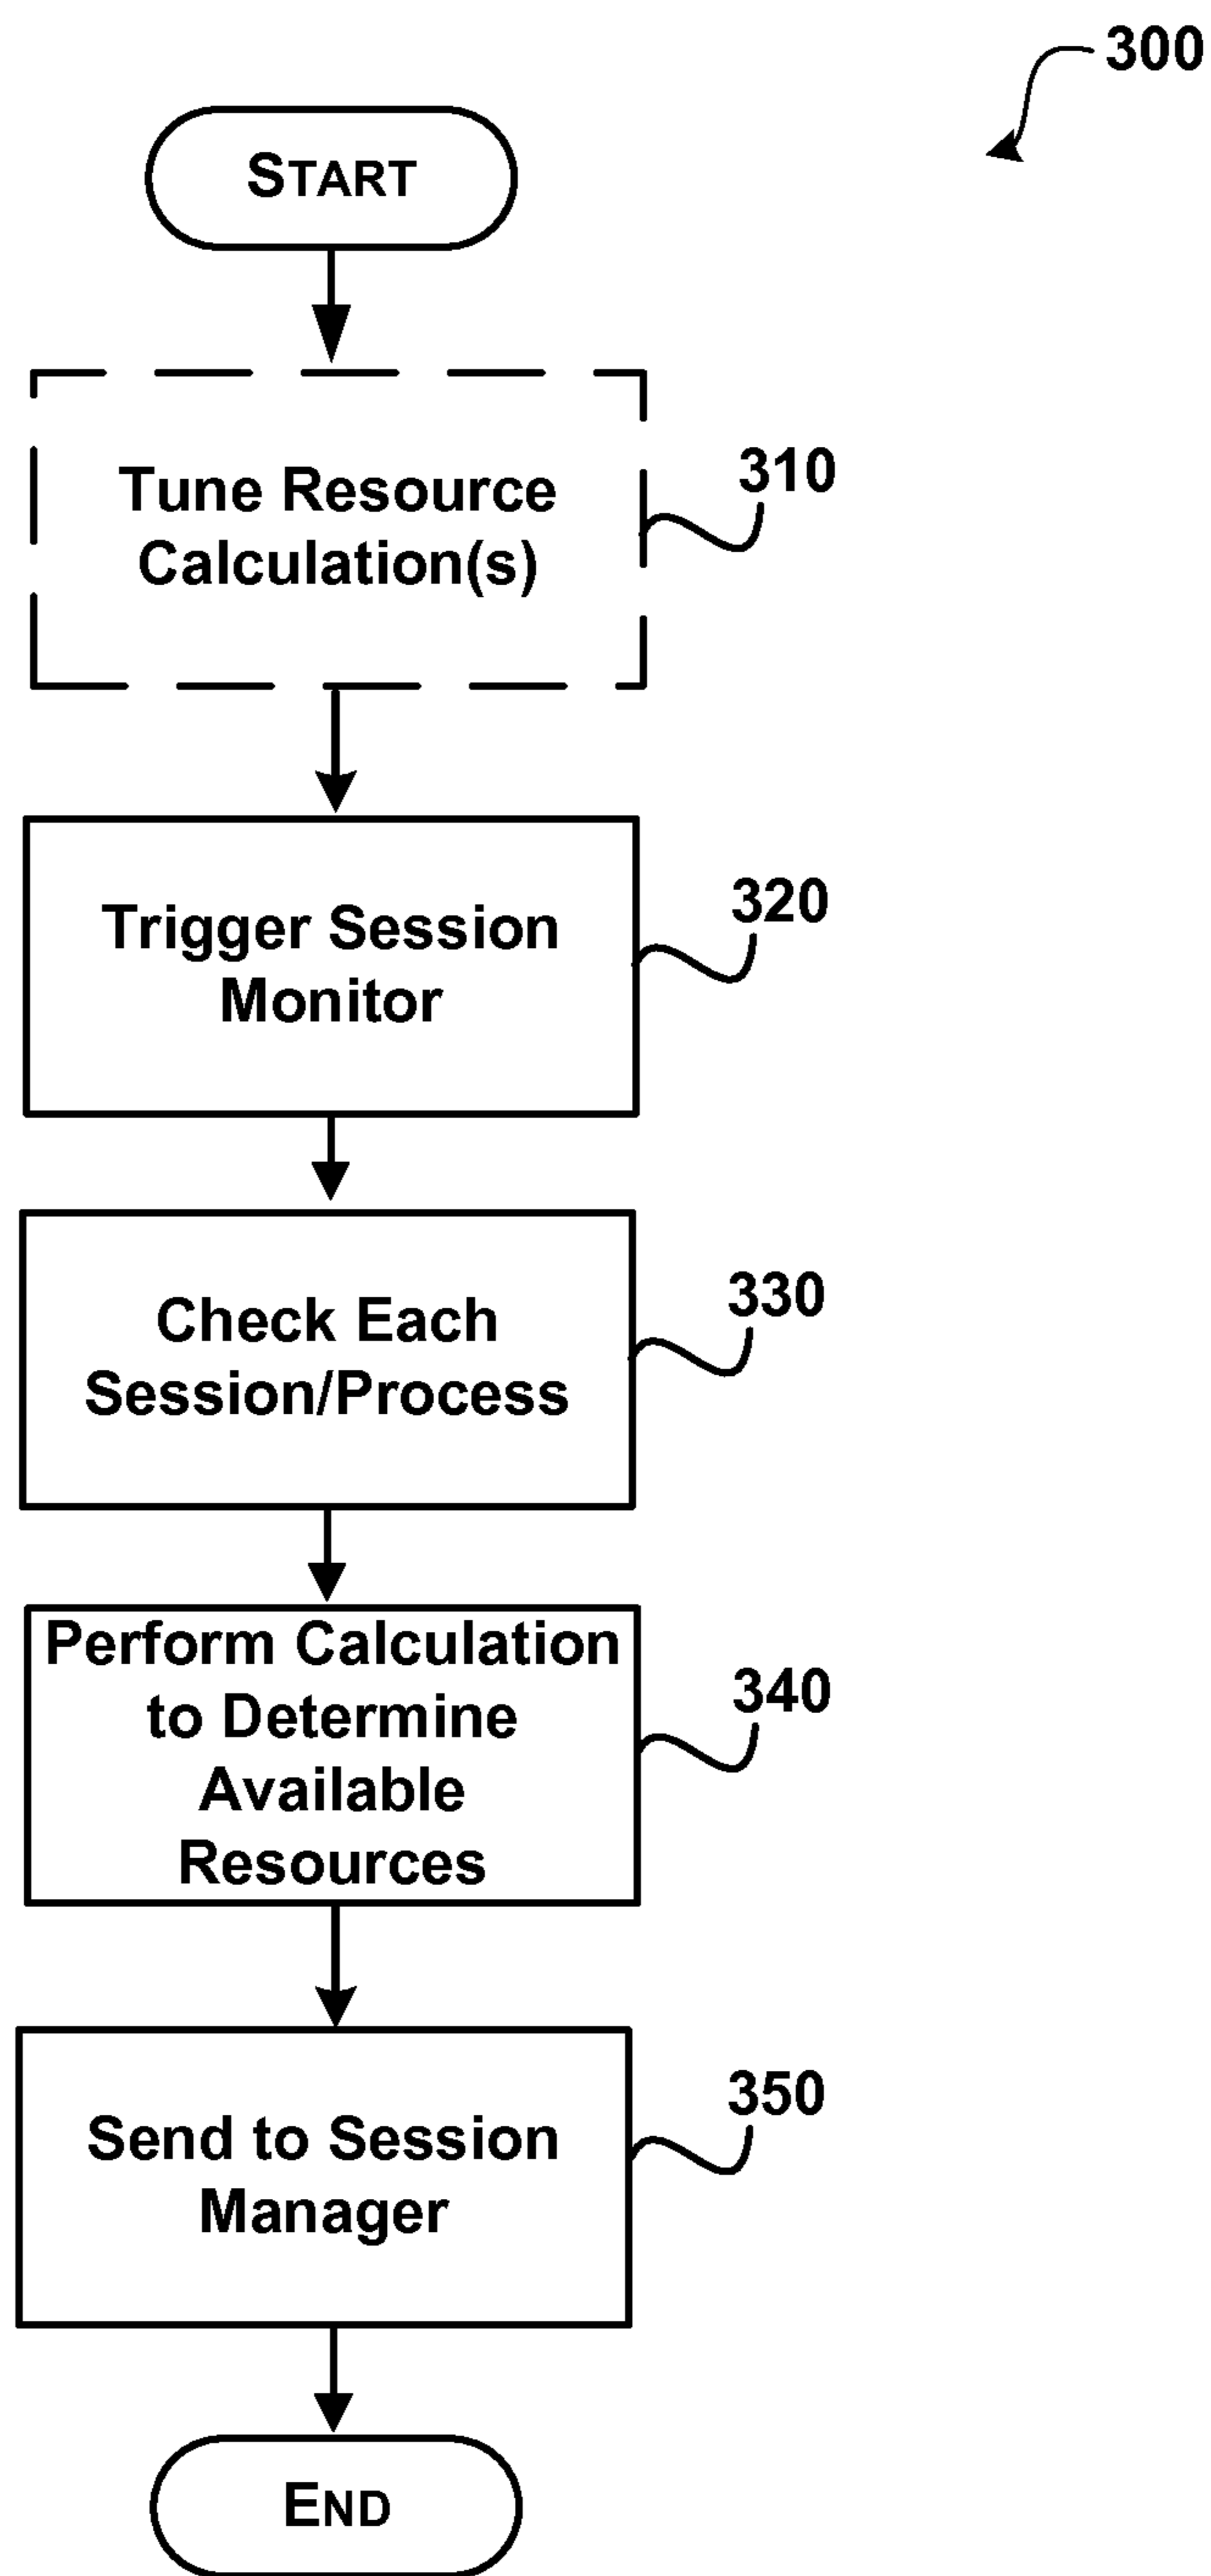 300
START
Tune Resource
Calculation(s)
310
Trigger Session
Monitor
320
Check Each
Session/Process
330
Perform Calculation
to Determine
Available
Resources
340
Send to Session
Manager
350
END